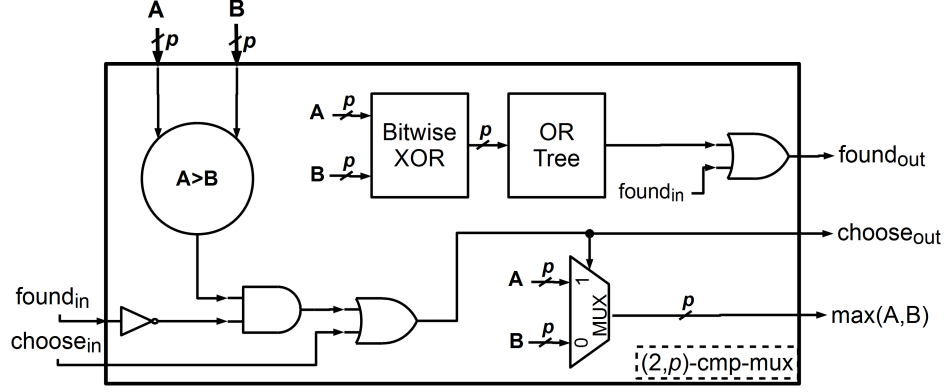 A
B
p
p
A>B
A
p
B
p
Bitwise
XOR
p
OR
Tree
found_in
found_out
choose_out
found_in
choose_in
A
p
B
p
1
0
MUX
p
max(A,B)
(2,p)-cmp-mux